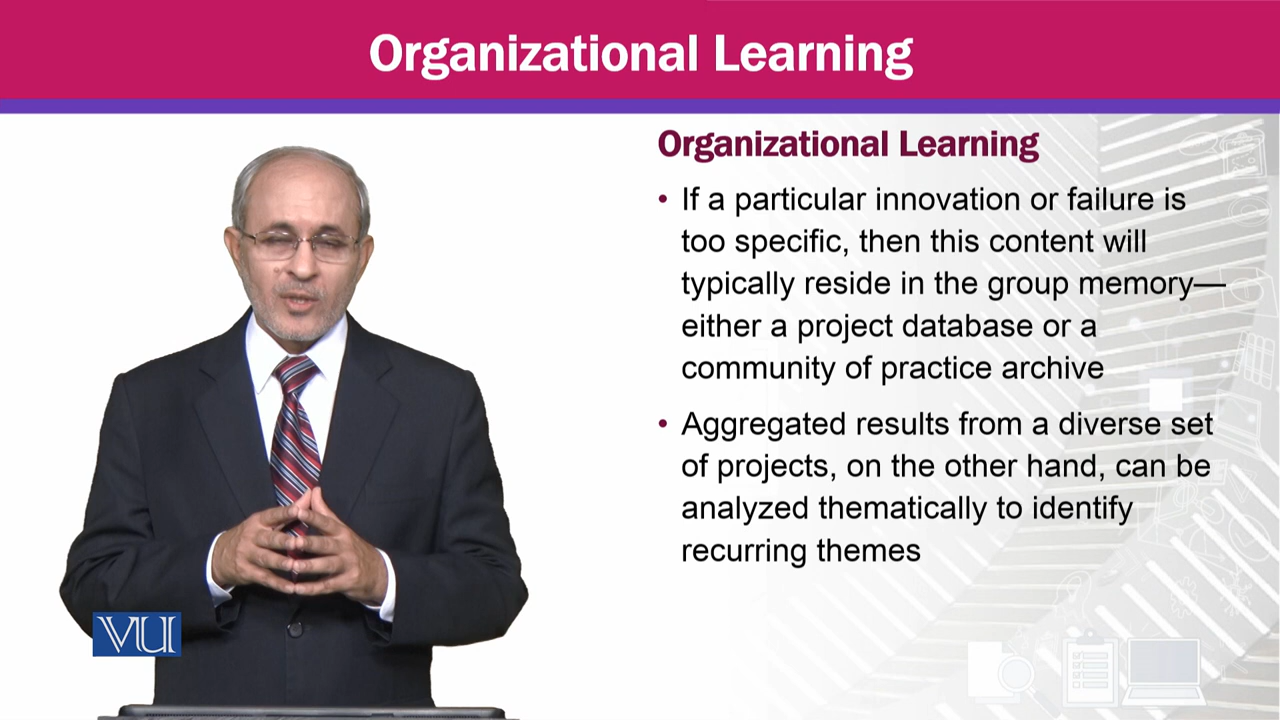 Organizational Learning
Organizational Learning
• If a particular innovation or failure is
too specific, then this content will
typically reside in the group memory—
either a project database or a
community of practice archive
• Aggregated results from a diverse set
of projects, on the other hand, can be
analyzed thematically to identify
recurring themes
VU